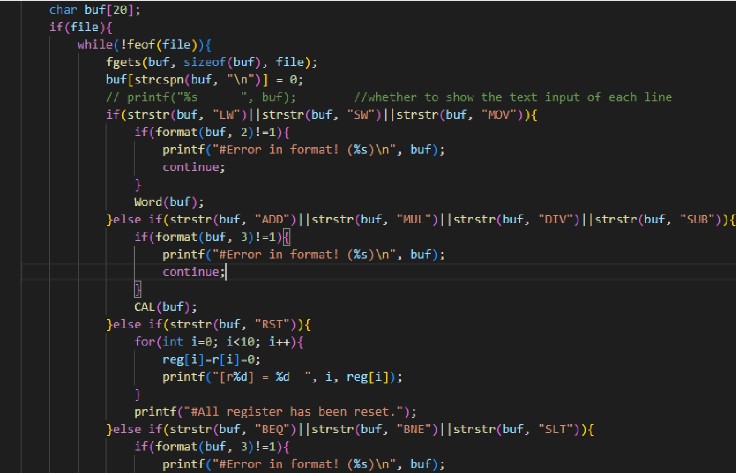 char buf[20];
if(file){
while(!feof(file)){
fgets(buf, sizeof(buf), file);
buf[strcspn(buf, "\n")] = 0;
// printf("%s      ", buf);        //whether to show the text input of each line
if(strstr(buf, "LW")||strstr(buf, "SW")||strstr(buf, "MOV")){
if(format(buf, 2)!=1){
printf("#Error in format! (%s)\n", buf);
continue;
}
Word(buf);
}else if(strstr(buf, "ADD")||strstr(buf, "MUL")||strstr(buf, "DIV")||strstr(buf, "SUB")){
if(format(buf, 3)!=1){
printf("#Error in format! (%s)\n", buf);
continue;
}
CAL(buf);
}else if(strstr(buf, "RST")){
for(int i=0; i<10; i++){
reg[i]=r[i]=0;
printf("[r%d] = %d  ", i, reg[i]);
}
printf("#All register has been reset.");
}else if(strstr(buf, "BEQ")||strstr(buf, "BNE")||strstr(buf, "SLT")){
if(format(buf, 3)!=1){
printf("#Error in format! (%s)\n", buf);